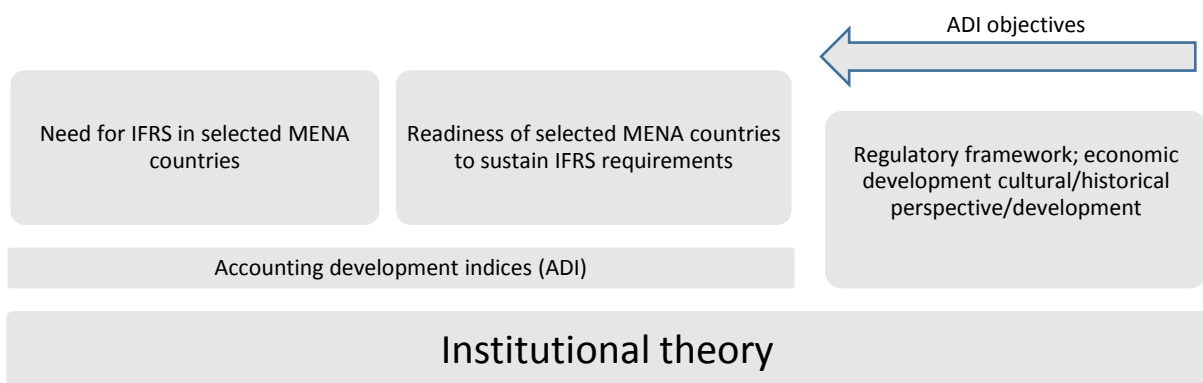 ADI objectives
Need for IFRS in selected MENA
countries
Readiness of selected MENA countries
to sustain IFRS requirements
Regulatory framework; economic
development cultural/historical
perspective/development
Accounting development indices (ADI)
Institutional theory